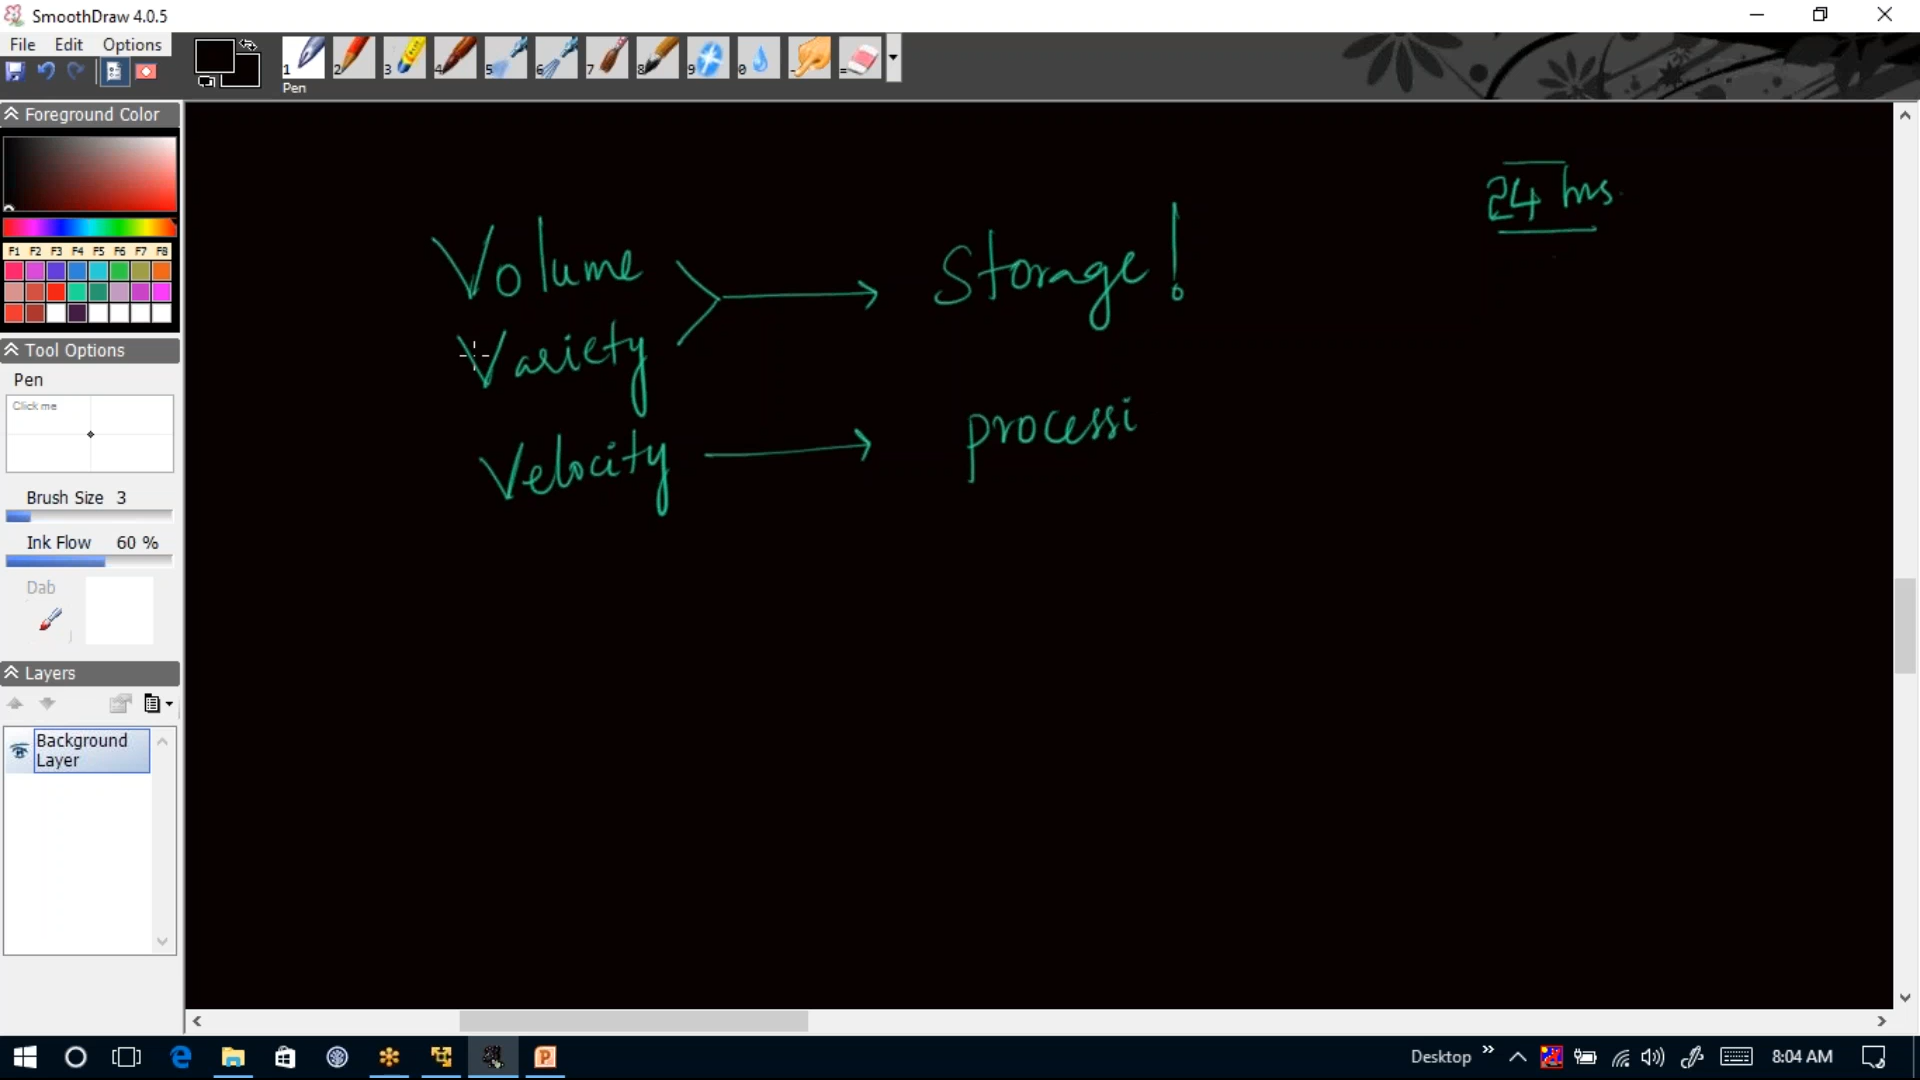 SmoothDraw 4.0.5
File Edit Options
1 2 3 4 5 6 7 8 9 0 - =
Pen
Foreground Color
F1 F2 F3 F4 F5 F6 F7 F8
Tool Options
Pen
Click me
Brush Size 3
Ink Flow 60 %
Dab
Layers
Background
Layer
24 hrs.
Volume
Storage!
Variety
Velocity
processi
Desktop
8:04 AM